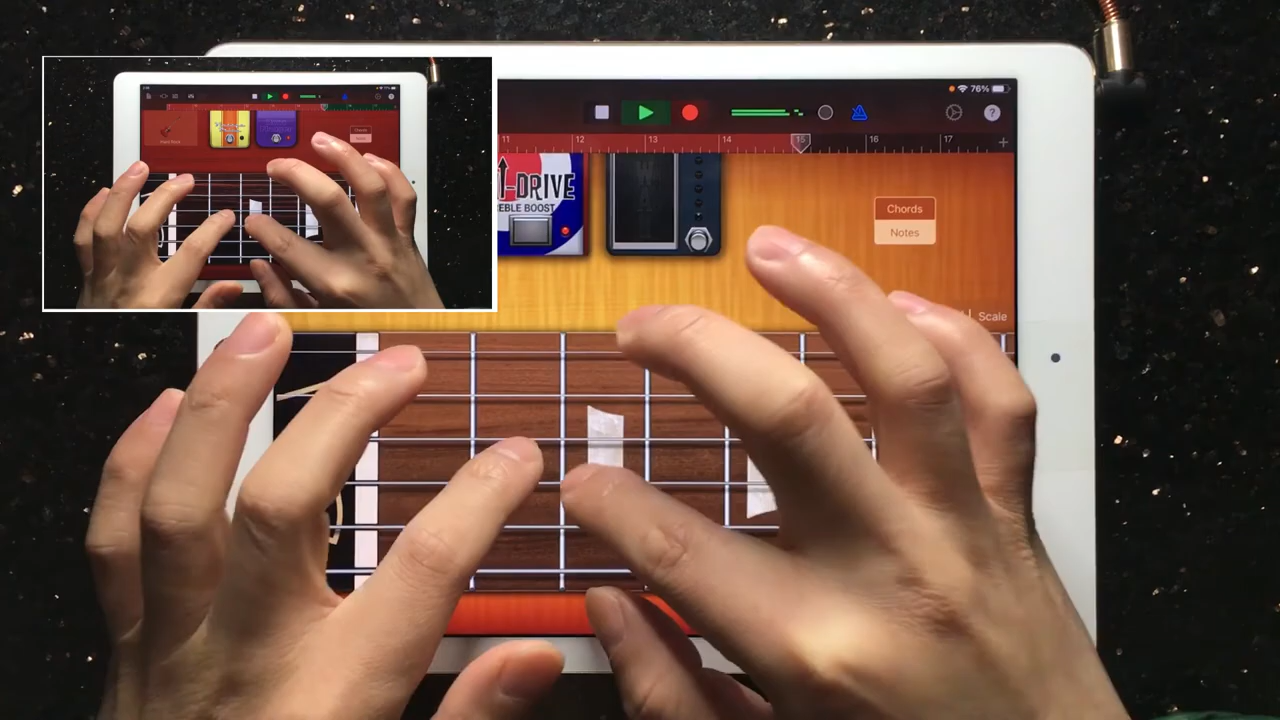 76%
?
11 12 13 14 15 16 17
+
I-DRIVE
EBLE BOOST
Chords
Notes
Scale